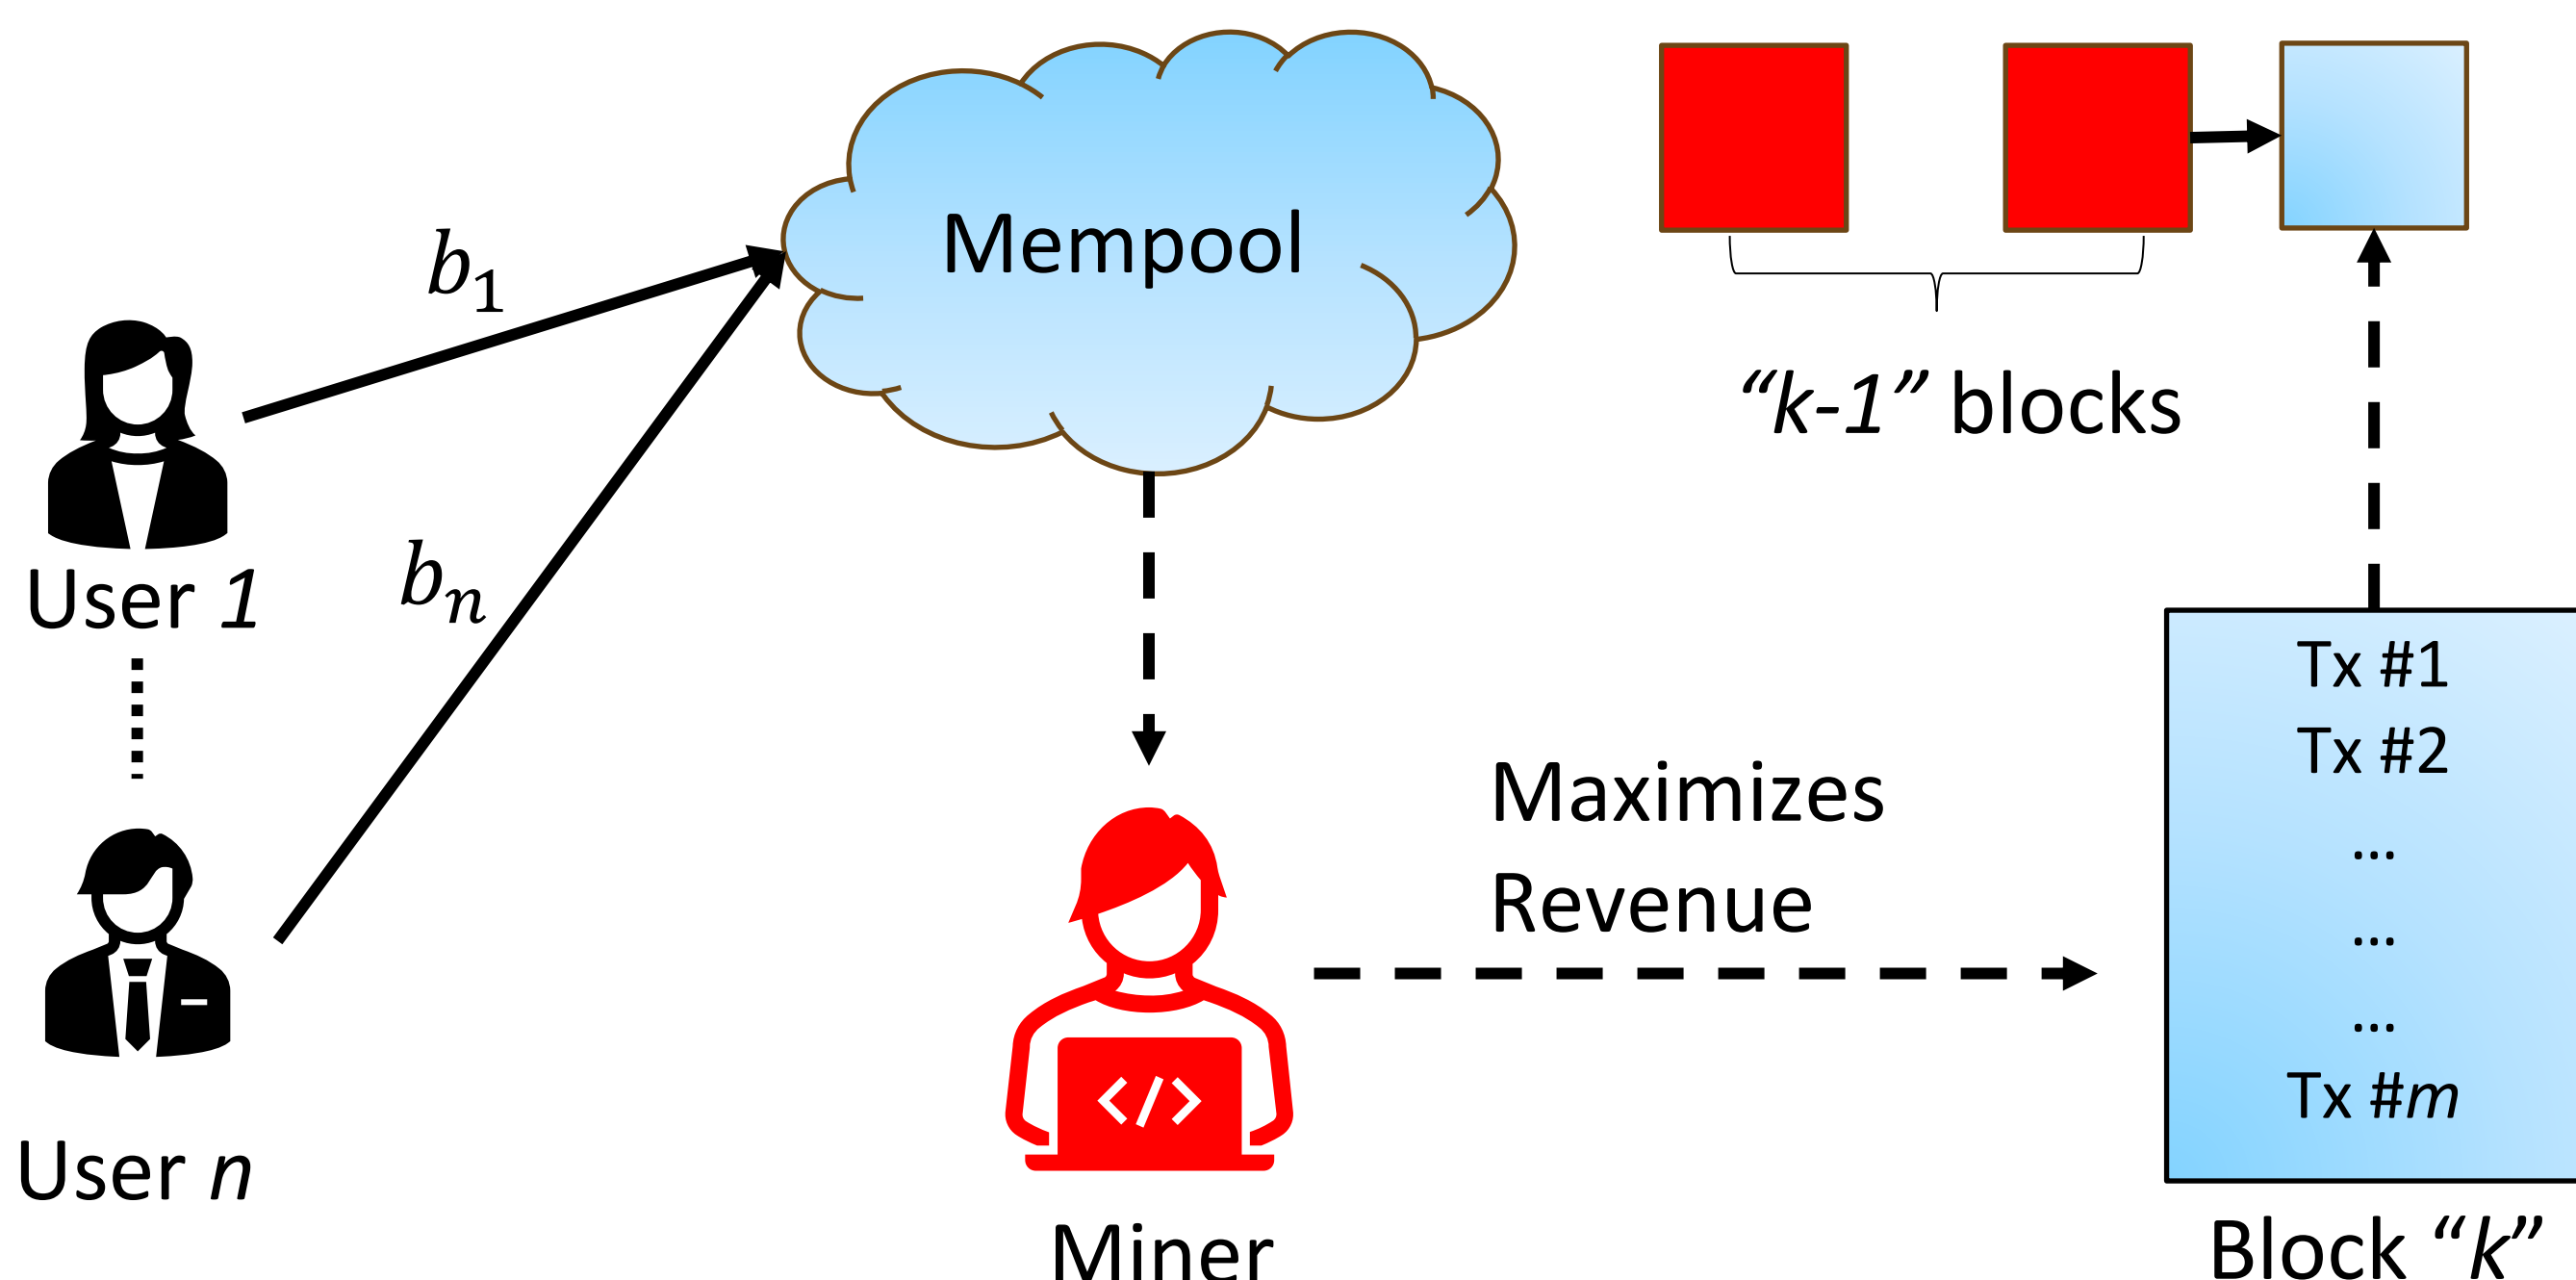 b₁
Mempool
User 1
bₙ
User n
Miner
Maximizes
Revenue
“k-1” blocks
Tx #1
Tx #2
...
...
...
Tx #m
Block “k”